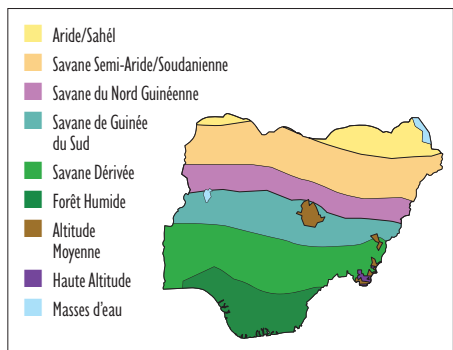 Aride/Sahél
Savane Semi-Aride/Soudanienne
Savane du Nord Guinéenne
Savane de Guinée
du Sud
Savane Dérivée
Forêt Humide
Altitude
Moyenne
Haute Altitude
Masses d'eau